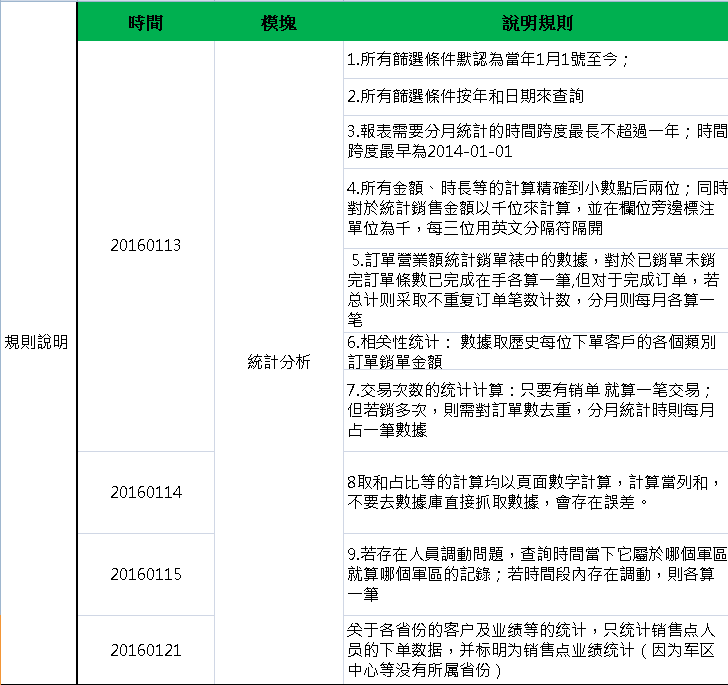 時間
模塊
說明規則
規則說明
20160113
統計分析
1.所有篩選條件默認為當年1月1號至今；
2.所有篩選條件按年和日期來查詢
3.報表需要分月統計的時間跨度最長不超過一年；時間
跨度最早為2014-01-01
4.所有金額、時長等的計算精確到小數點后兩位；同時
對於統計銷售金額以千位來計算，並在欄位旁邊標注
單位為千，每三位用英文分隔符隔開
5.訂單營業額統計銷單裱中的數據，對於已銷單未銷
完訂單條數已完成在手各算一筆,但对于完成订单，若
总计则采取不重复订单笔数计数，分月则每月各算一
笔
6.相关性统计： 數據取歷史每位下單客戶的各個類別
訂單銷單金額
7.交易次数的统计计算：只要有销单 就算一笔交易；
但若銷多次，則需對訂單數去重，分月統計時則每月
占一筆數據
20160114
8取和占比等的計算均以頁面數字計算，計算當列和，
不要去數據庫直接抓取數據，會存在誤差。
20160115
9.若存在人員調動問題，查詢時間當下它屬於哪個軍區
就算哪個軍區的記錄；若時間段內存在調動，則各算
一筆
20160121
关于各省份的客户及业绩等的统计，只统计销售点人
员的下单数据，并标明为销售点业绩统计（因为军区
中心等没有所属省份）